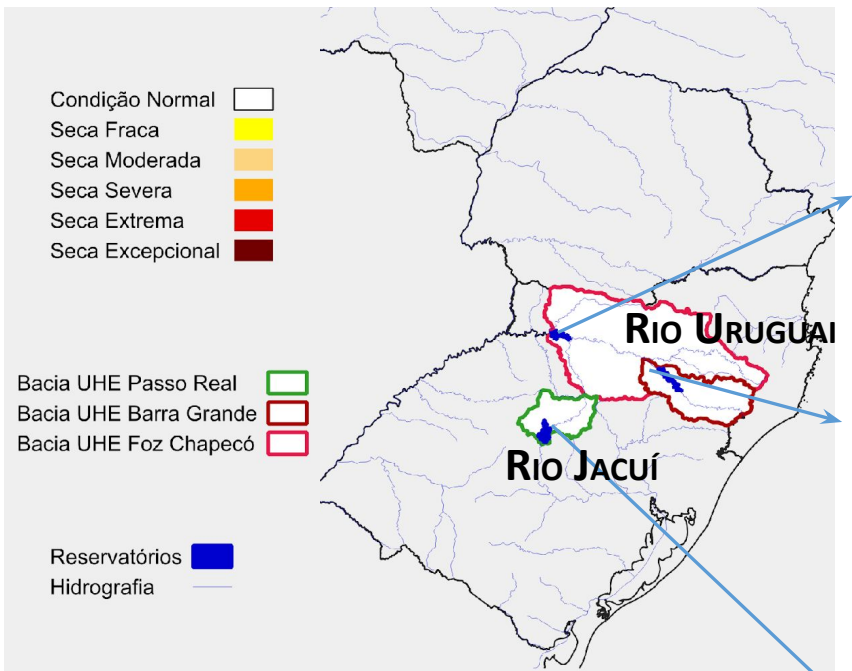 Condição Normal
Seca Fraca
Seca Moderada
Seca Severa
Seca Extrema
Seca Excepcional
Bacia UHE Passo Real
Bacia UHE Barra Grande
Bacia UHE Foz Chapecó
Reservatórios
Hidrografia
RIO URUGUAI
RIO JACUÍ